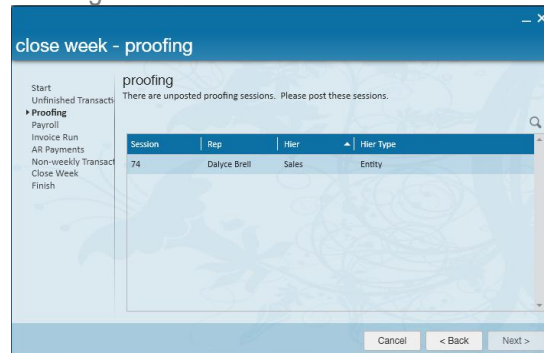 close week - proofing
Start
Unfinished Transacti
Proofing
Payroll
Invoice Run
AR Payments
Non-weekly Transact
Close Week
Finish
proofing
There are unposted proofing sessions. Please post these sessions.
Session Rep Hier Hier Type
74 Dalyce Brell Sales Entity
Cancel < Back Next >